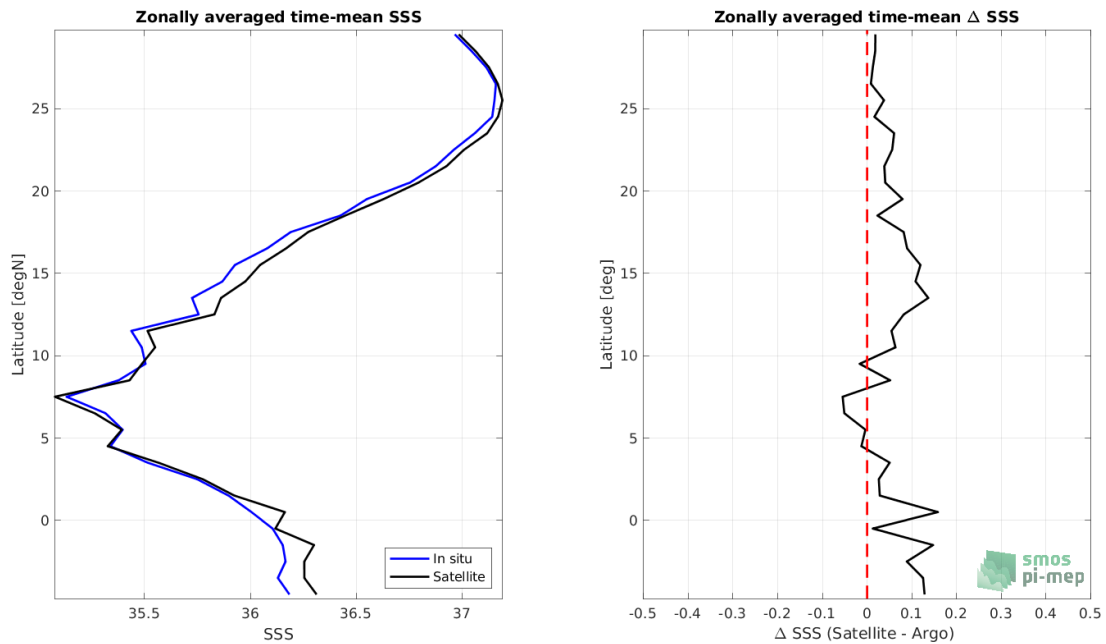 Zonally averaged time-mean SSS
Latitude [degN]
25
20
15
10
5
0
35.5
36
36.5
37
SSS
In situ
Satellite
Zonally averaged time-mean Δ SSS
Latitude [deg]
25
20
15
10
5
0
-0.5
-0.4
-0.3
-0.2
-0.1
0
0.1
0.2
0.3
0.4
0.5
Δ SSS (Satellite - Argo)
smos
pi-mep